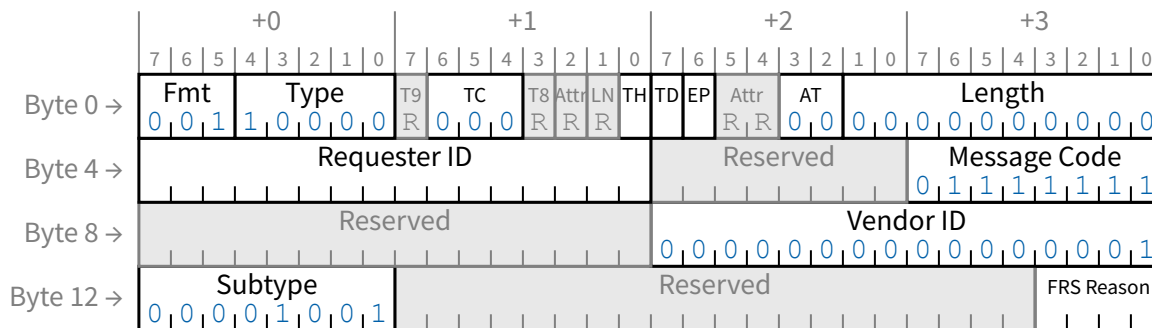 +0 +1 +2 +3
7 6 5 4 3 2 1 0 7 6 5 4 3 2 1 0 7 6 5 4 3 2 1 0 7 6 5 4 3 2 1 0
Byte 0 → Fmt Type T9 TC T8 Attr LN TH TD EP Attr AT Length
0 0 1 1 0 0 0 0 R 0 0 0 R R R R R 0 0 0 0 0 0 0 0 0 0 0 0
Byte 4 → Requester ID Reserved Message Code
0 1 1 1 1 1 1 1
Byte 8 → Reserved Vendor ID
0 0 0 0 0 0 0 0 0 0 0 0 0 0 0 1
Byte 12 → Subtype Reserved FRS Reason
0 0 0 0 1 0 0 1